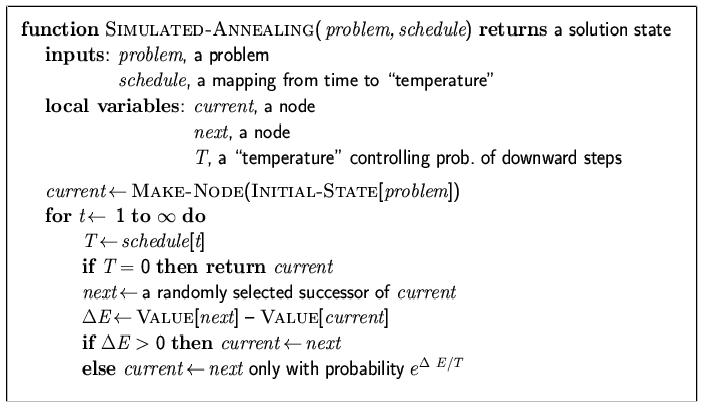 function SIMULATED-ANNEALING( problem, schedule) returns a solution state
inputs: problem, a problem
schedule, a mapping from time to “temperature”
local variables: current, a node
next, a node
T, a “temperature” controlling prob. of downward steps
current ← MAKE-NODE(INITIAL-STATE[problem])
for t ← 1 to ∞ do
T ← schedule[t]
if T = 0 then return current
next ← a randomly selected successor of current
ΔE ← VALUE[next] – VALUE[current]
if ΔE > 0 then current ← next
else current ← next only with probability e^{Δ E/T}